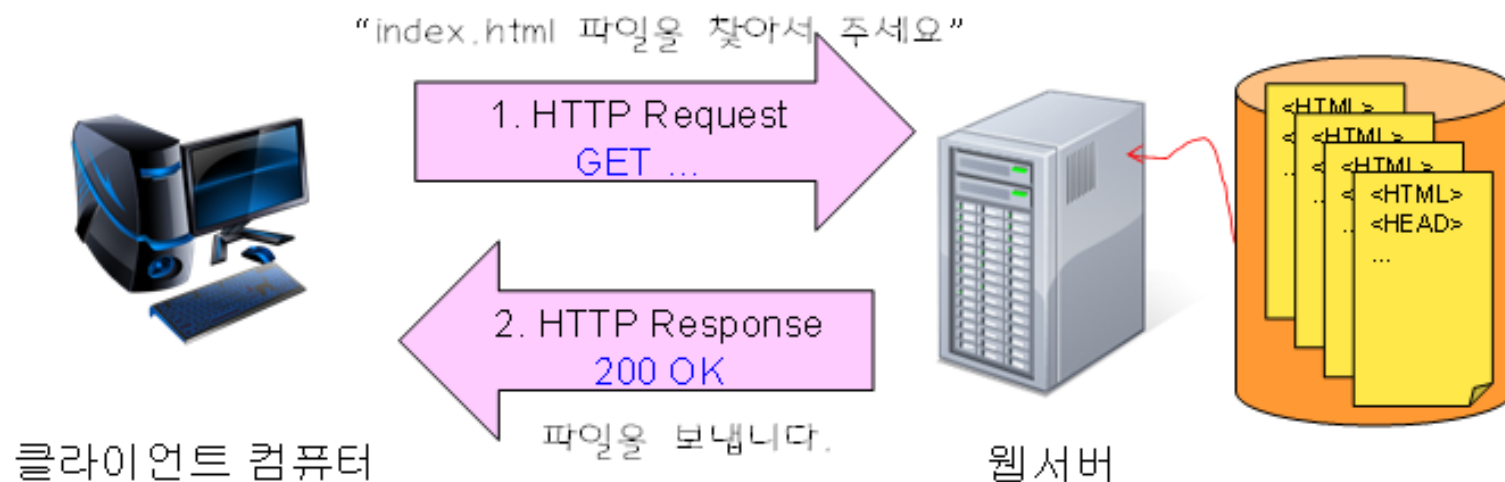 “index.html 파일을 찾아서 주세요”
1. HTTP Request
GET ...
2. HTTP Response
200 OK
파일을 보냅니다.
클라이언트 컴퓨터
웹서버
<HTML>
<HTML>
<HTML>
<HTML>
<HEAD>
...